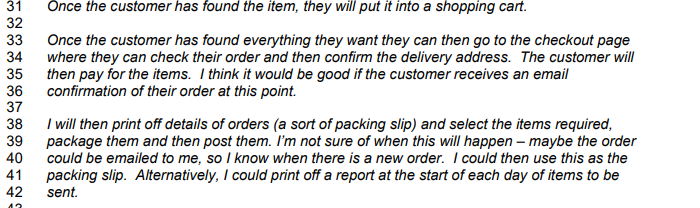 31 Once the customer has found the item, they will put it into a shopping cart.
32
33 Once the customer has found everything they want they can then go to the checkout page
34 where they can check their order and then confirm the delivery address.  The customer will
35 then pay for the items.  I think it would be good if the customer receives an email
36 confirmation of their order at this point.
37
38 I will then print off details of orders (a sort of packing slip) and select the items required,
39 package them and then post them. I'm not sure of when this will happen – maybe the order
40 could be emailed to me, so I know when there is a new order.  I could then use this as the
41 packing slip.  Alternatively, I could print off a report at the start of each day of items to be
42 sent.